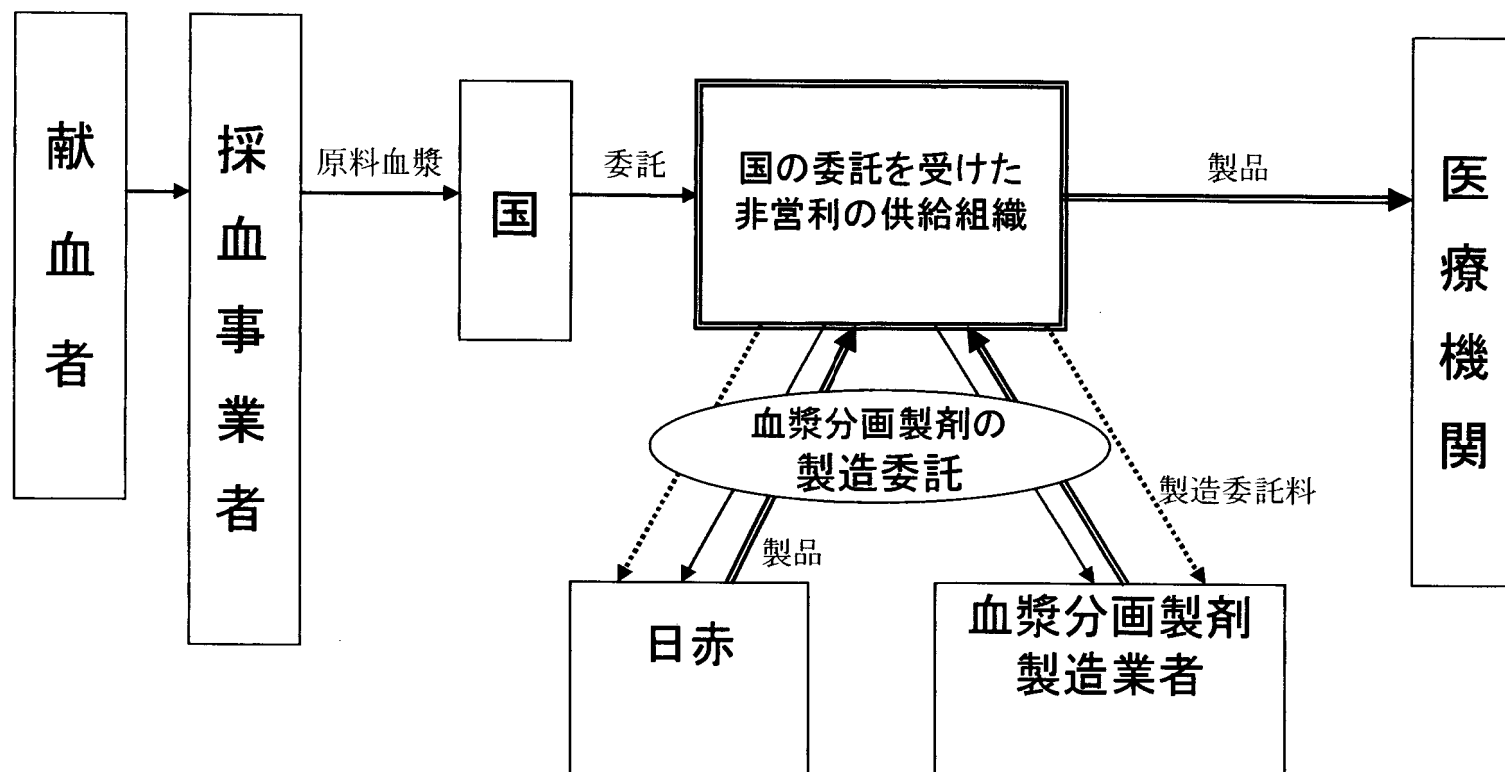 献血者
採血事業者
原料血漿
国
委託
国の委託を受けた
非営利の供給組織
製品
医療機関
血漿分画製剤の
製造委託
製造委託料
製品
日赤
血漿分画製剤
製造業者